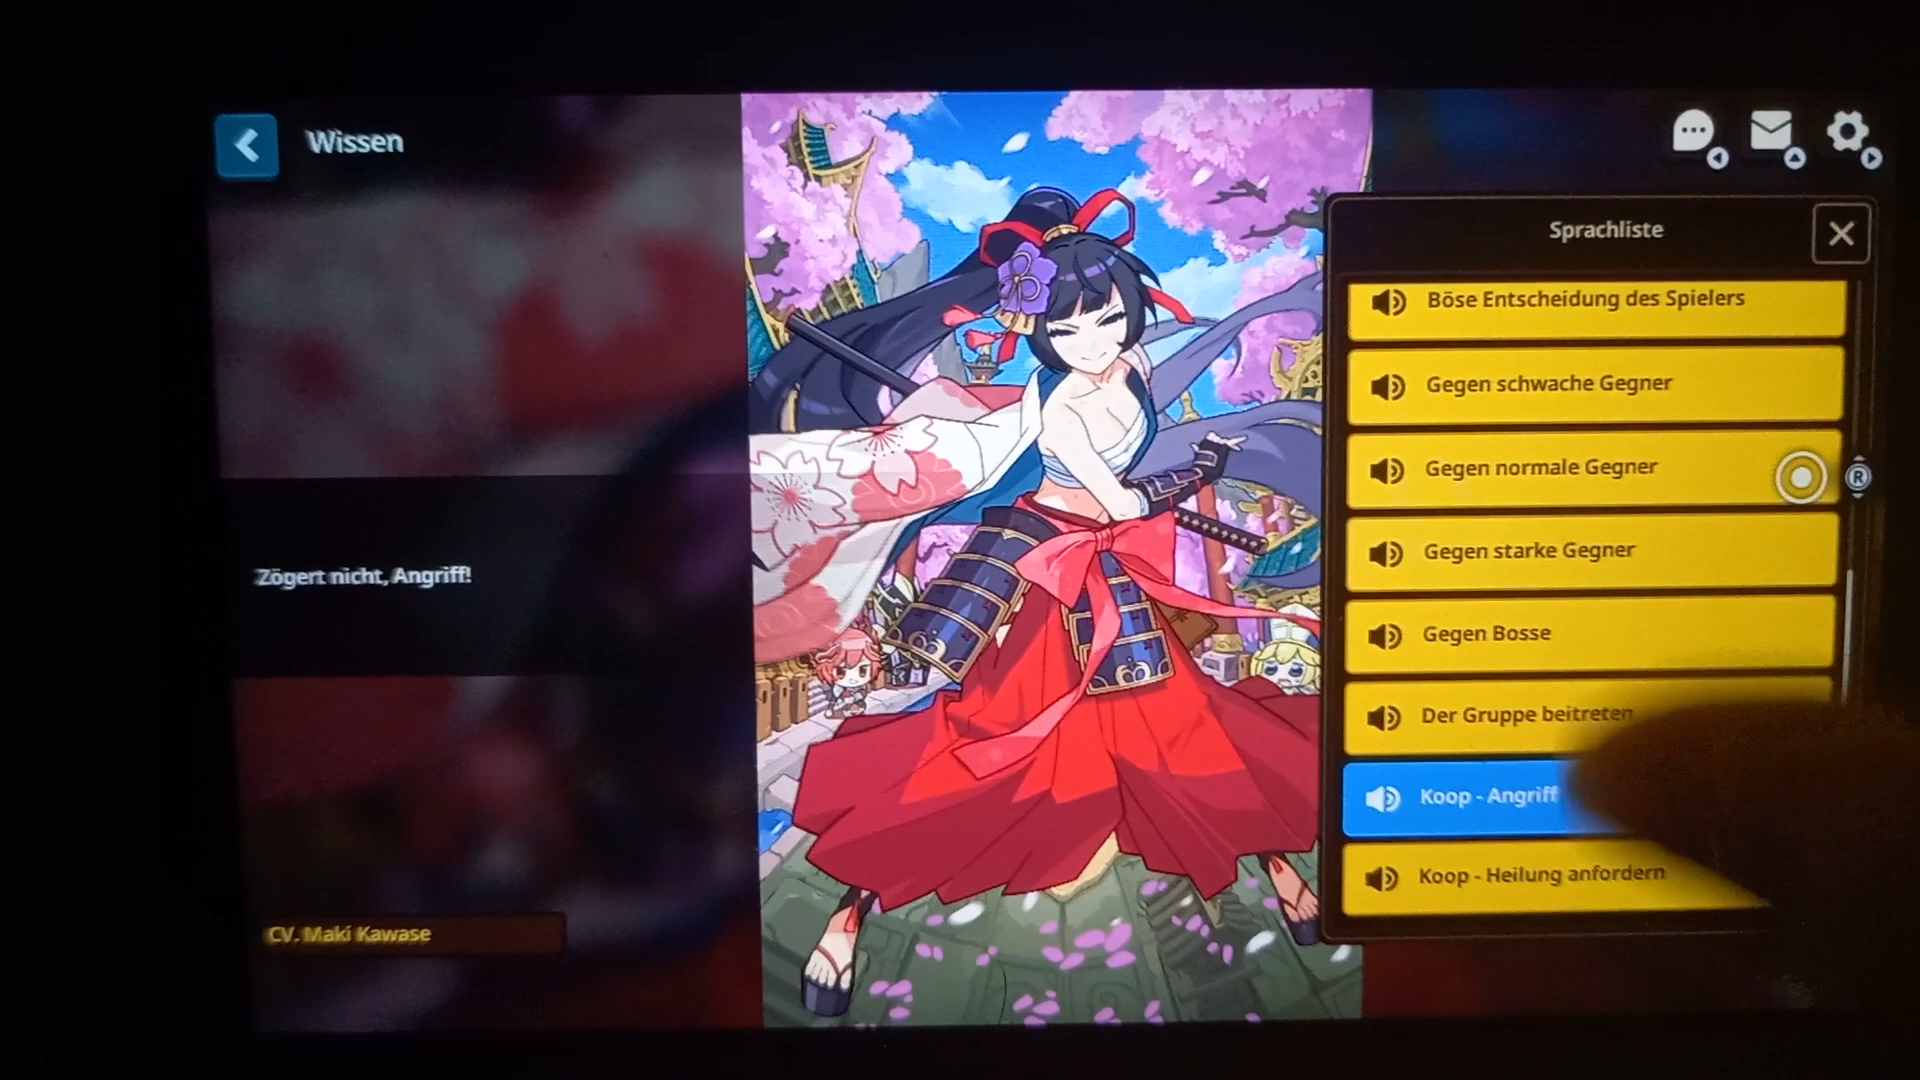 Wissen
Zögert nicht, Angriff!
CV. Maki Kawase
Sprachliste
Böse Entscheidung des Spielers
Gegen schwache Gegner
Gegen normale Gegner
R
Gegen starke Gegner
Gegen Bosse
Der Gruppe beitreten
Koop - Angriff
Koop - Heilung anfordern